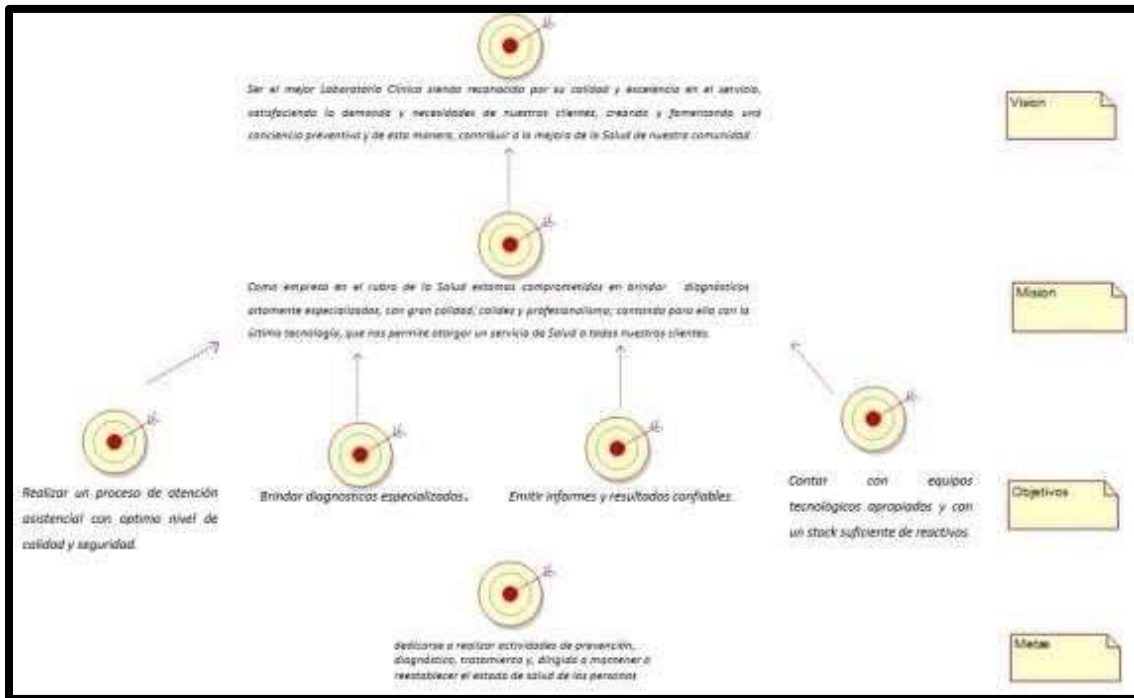 Ser el mejor Laboratorio Clínico siendo reconocido por su calidad y excelencia en el servicio,
satisfaciendo la demanda y necesidades de nuestros clientes, creando y fomentando una
conciencia preventiva y de esta manera, contribuir a la mejora de la Salud de nuestra comunidad.
Vision
Como empresa en el rubro de la Salud estamos comprometidos en brindar diagnósticos
altamente especializados, con gran calidad, calidez y profesionalismo; contando para ello con la
última tecnología, que nos permite otorgar un servicio de Salud a todos nuestros clientes.
Mision
Realizar un proceso de atención
asistencial con optimo nivel de
calidad y seguridad.
Brindar diagnosticos especializados.
Emitir informes y resultados confiables
Contar con equipos
tecnológicos apropiados y con
un stock suficiente de reactivos
Objetivos
dedicarse a realizar actividades de prevención,
diagnóstico, tratamiento y, dirigido a mantener o
reestablecer el estado de salud de las personas
Metas